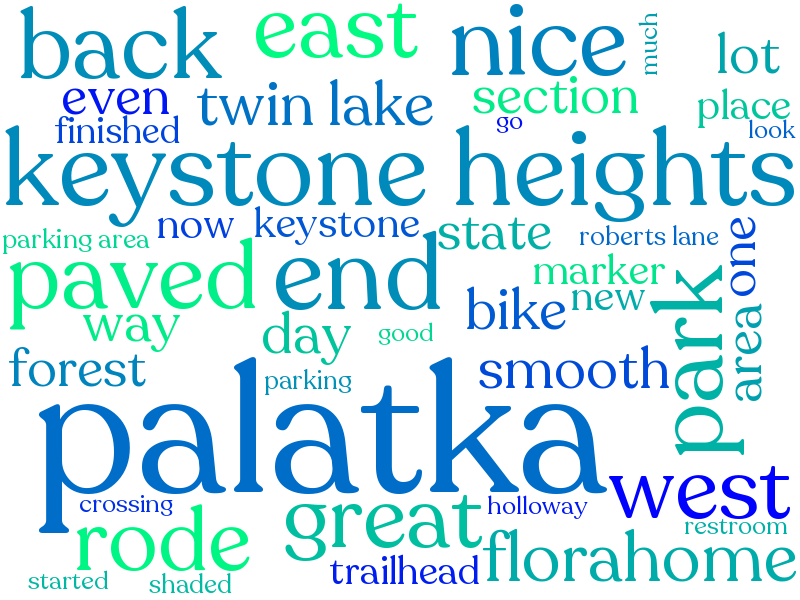 back
east
nice
much
lot
even
twin lake
section
place
finished
go
look
keystone heights
now
keystone
state
roberts lane
one
parking area
paved
end
marker
park
way
day
good
bike
new
area
forest
parking
smooth
palatka
west
crossing
rode
great
holloway
restroom
florahome
trailhead
started
shaded